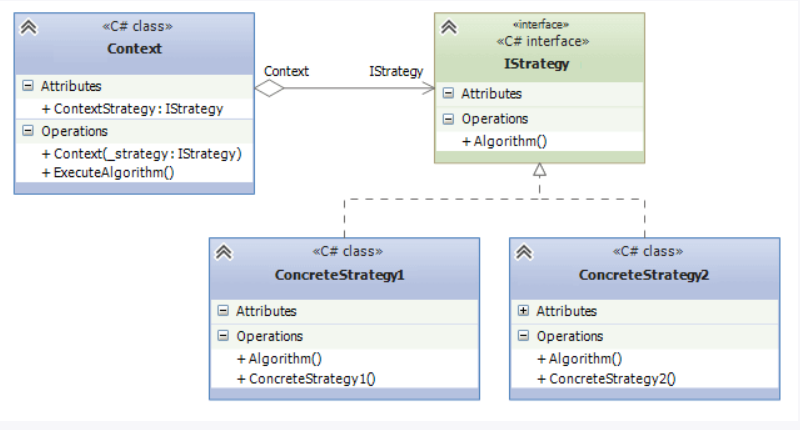 «C# class»
Context
Attributes
+ ContextStrategy : IStrategy
Operations
+ Context(_strategy : IStrategy)
+ ExecuteAlgorithm()
Context
IStrategy
«interface»
«C# interface»
IStrategy
Attributes
Operations
+ Algorithm()
«C# class»
ConcreteStrategy1
Attributes
Operations
+ Algorithm()
+ ConcreteStrategy1()
«C# class»
ConcreteStrategy2
Attributes
Operations
+ Algorithm()
+ ConcreteStrategy2()